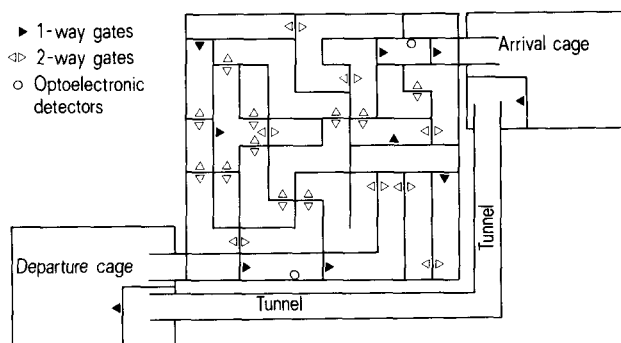 1-way gates
2-way gates
Optoelectronic
detectors
Arrival cage
Tunnel
Departure cage
Tunnel